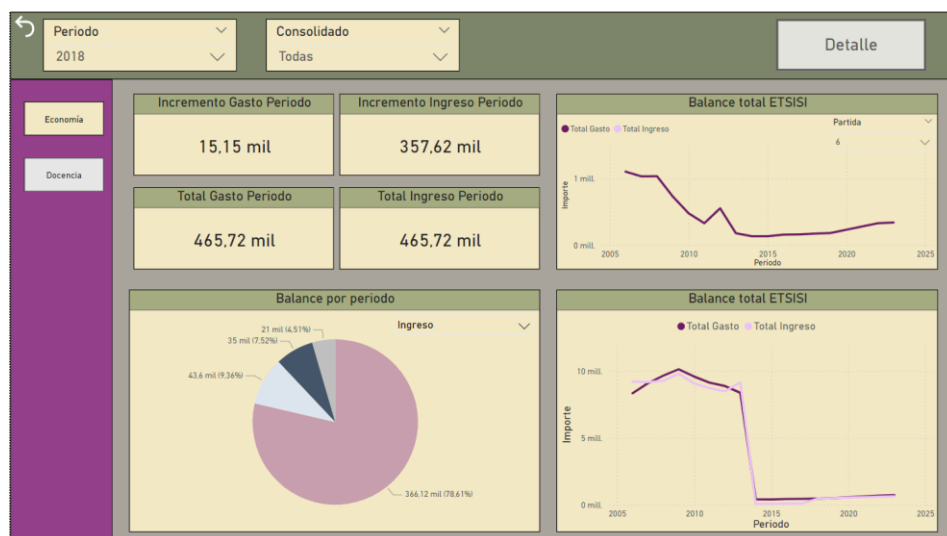 Periodo
2018
Consolidado
Todas
Detalle
Economía
Docencia
Incremento Gasto Periodo
15,15 mil
Incremento Ingreso Periodo
357,62 mil
Total Gasto Periodo
465,72 mil
Total Ingreso Periodo
465,72 mil
Balance total ETSISI
Total Gasto Total Ingreso
Partida
6
Importe
1 mill.
0 mill.
2005 2010 2015 2020 2025
Periodo
Balance por periodo
Ingreso
21 mil (4,51%)
35 mil (7,52%)
43,6 mil (9,36%)
366,12 mil (78,61%)
Balance total ETSISI
Total Gasto Total Ingreso
Importe
10 mill.
5 mill.
0 mill.
2005 2010 2015 2020 2025
Periodo